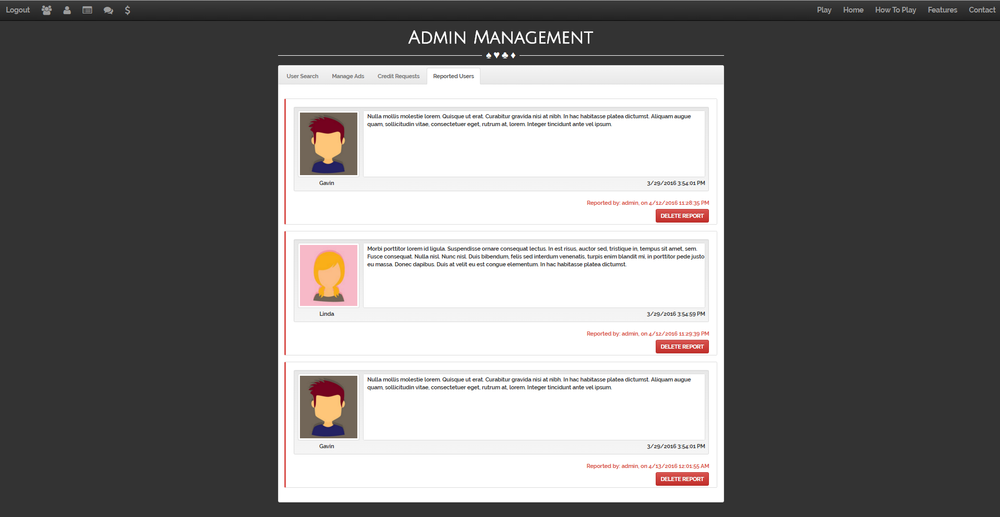 Logout $ Play Home How To Play Features Contact
Admin Management
♠ ♥ ♣ ♦
User Search Manage Ads Credit Requests Reported Users
Nulla mollis molestie lorem. Quisque ut erat. Curabitur gravida nisi at nibh. In hac habitasse platea dictumst. Aliquam augue
quam, sollicitudin vitae, consectetuer eget, rutrum at, lorem. Integer tincidunt ante vel ipsum.
Gavin 3/29/2016 3:54:01 PM
Reported by: admin, on 4/12/2016 11:28:35 PM
DELETE REPORT
Morbi porttitor lorem id ligula. Suspendisse ornare consequat lectus. In est risus, auctor sed, tristique in, tempus sit amet, sem.
Fusce consequat. Nulla nisl. Nunc nisl. Duis bibendum, felis sed interdum venenatis, turpis enim blandit mi, in porttitor pede justo
eu massa. Donec dapibus. Duis at velit eu est congue elementum. In hac habitasse platea dictumst.
Linda 3/29/2016 3:54:59 PM
Reported by: admin, on 4/12/2016 11:29:39 PM
DELETE REPORT
Nulla mollis molestie lorem. Quisque ut erat. Curabitur gravida nisi at nibh. In hac habitasse platea dictumst. Aliquam augue
quam, sollicitudin vitae, consectetuer eget, rutrum at, lorem. Integer tincidunt ante vel ipsum.
Gavin 3/29/2016 3:54:01 PM
Reported by: admin, on 4/13/2016 12:01:55 AM
DELETE REPORT